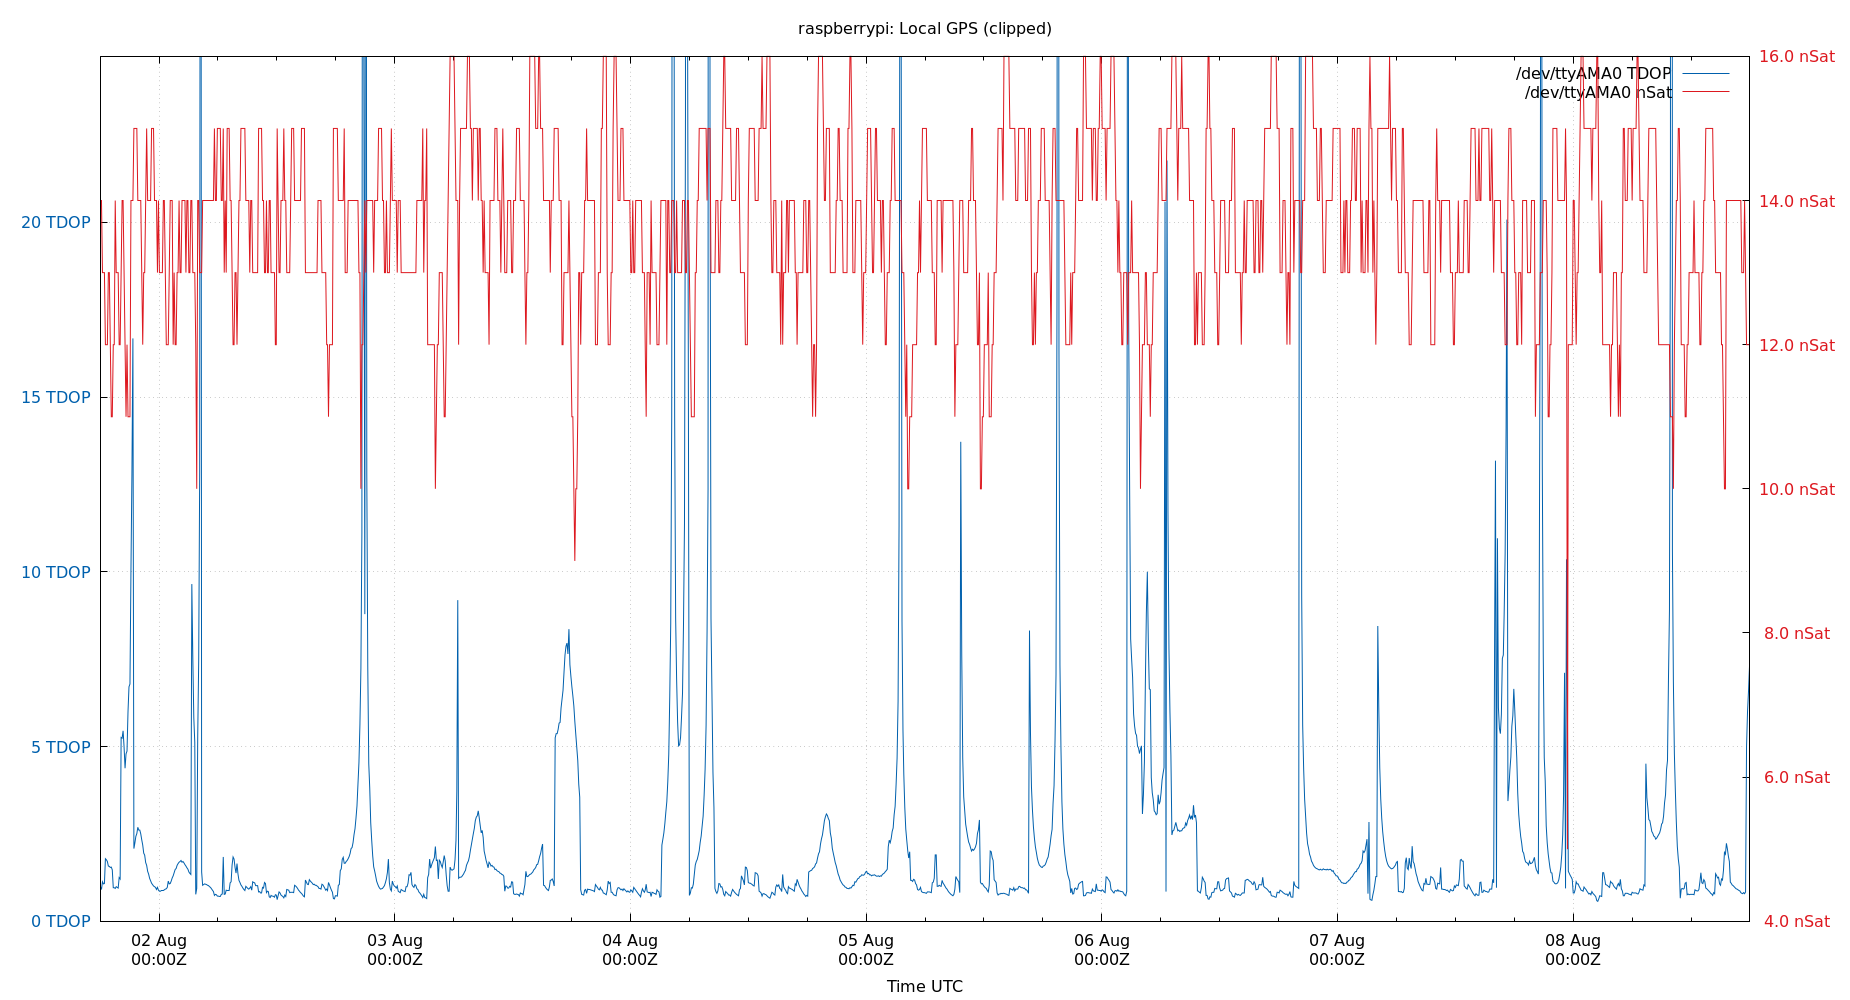 raspberrypi: Local GPS (clipped)
16.0 nSat
/dev/ttyAMA0 TDOP
/dev/ttyAMA0 nSat
20 TDOP
14.0 nSat
12.0 nSat
15 TDOP
10.0 nSat
10 TDOP
8.0 nSat
5 TDOP
6.0 nSat
0 TDOP
4.0 nSat
02 Aug
00:00Z
03 Aug
00:00Z
04 Aug
00:00Z
05 Aug
00:00Z
06 Aug
00:00Z
07 Aug
00:00Z
08 Aug
00:00Z
Time UTC